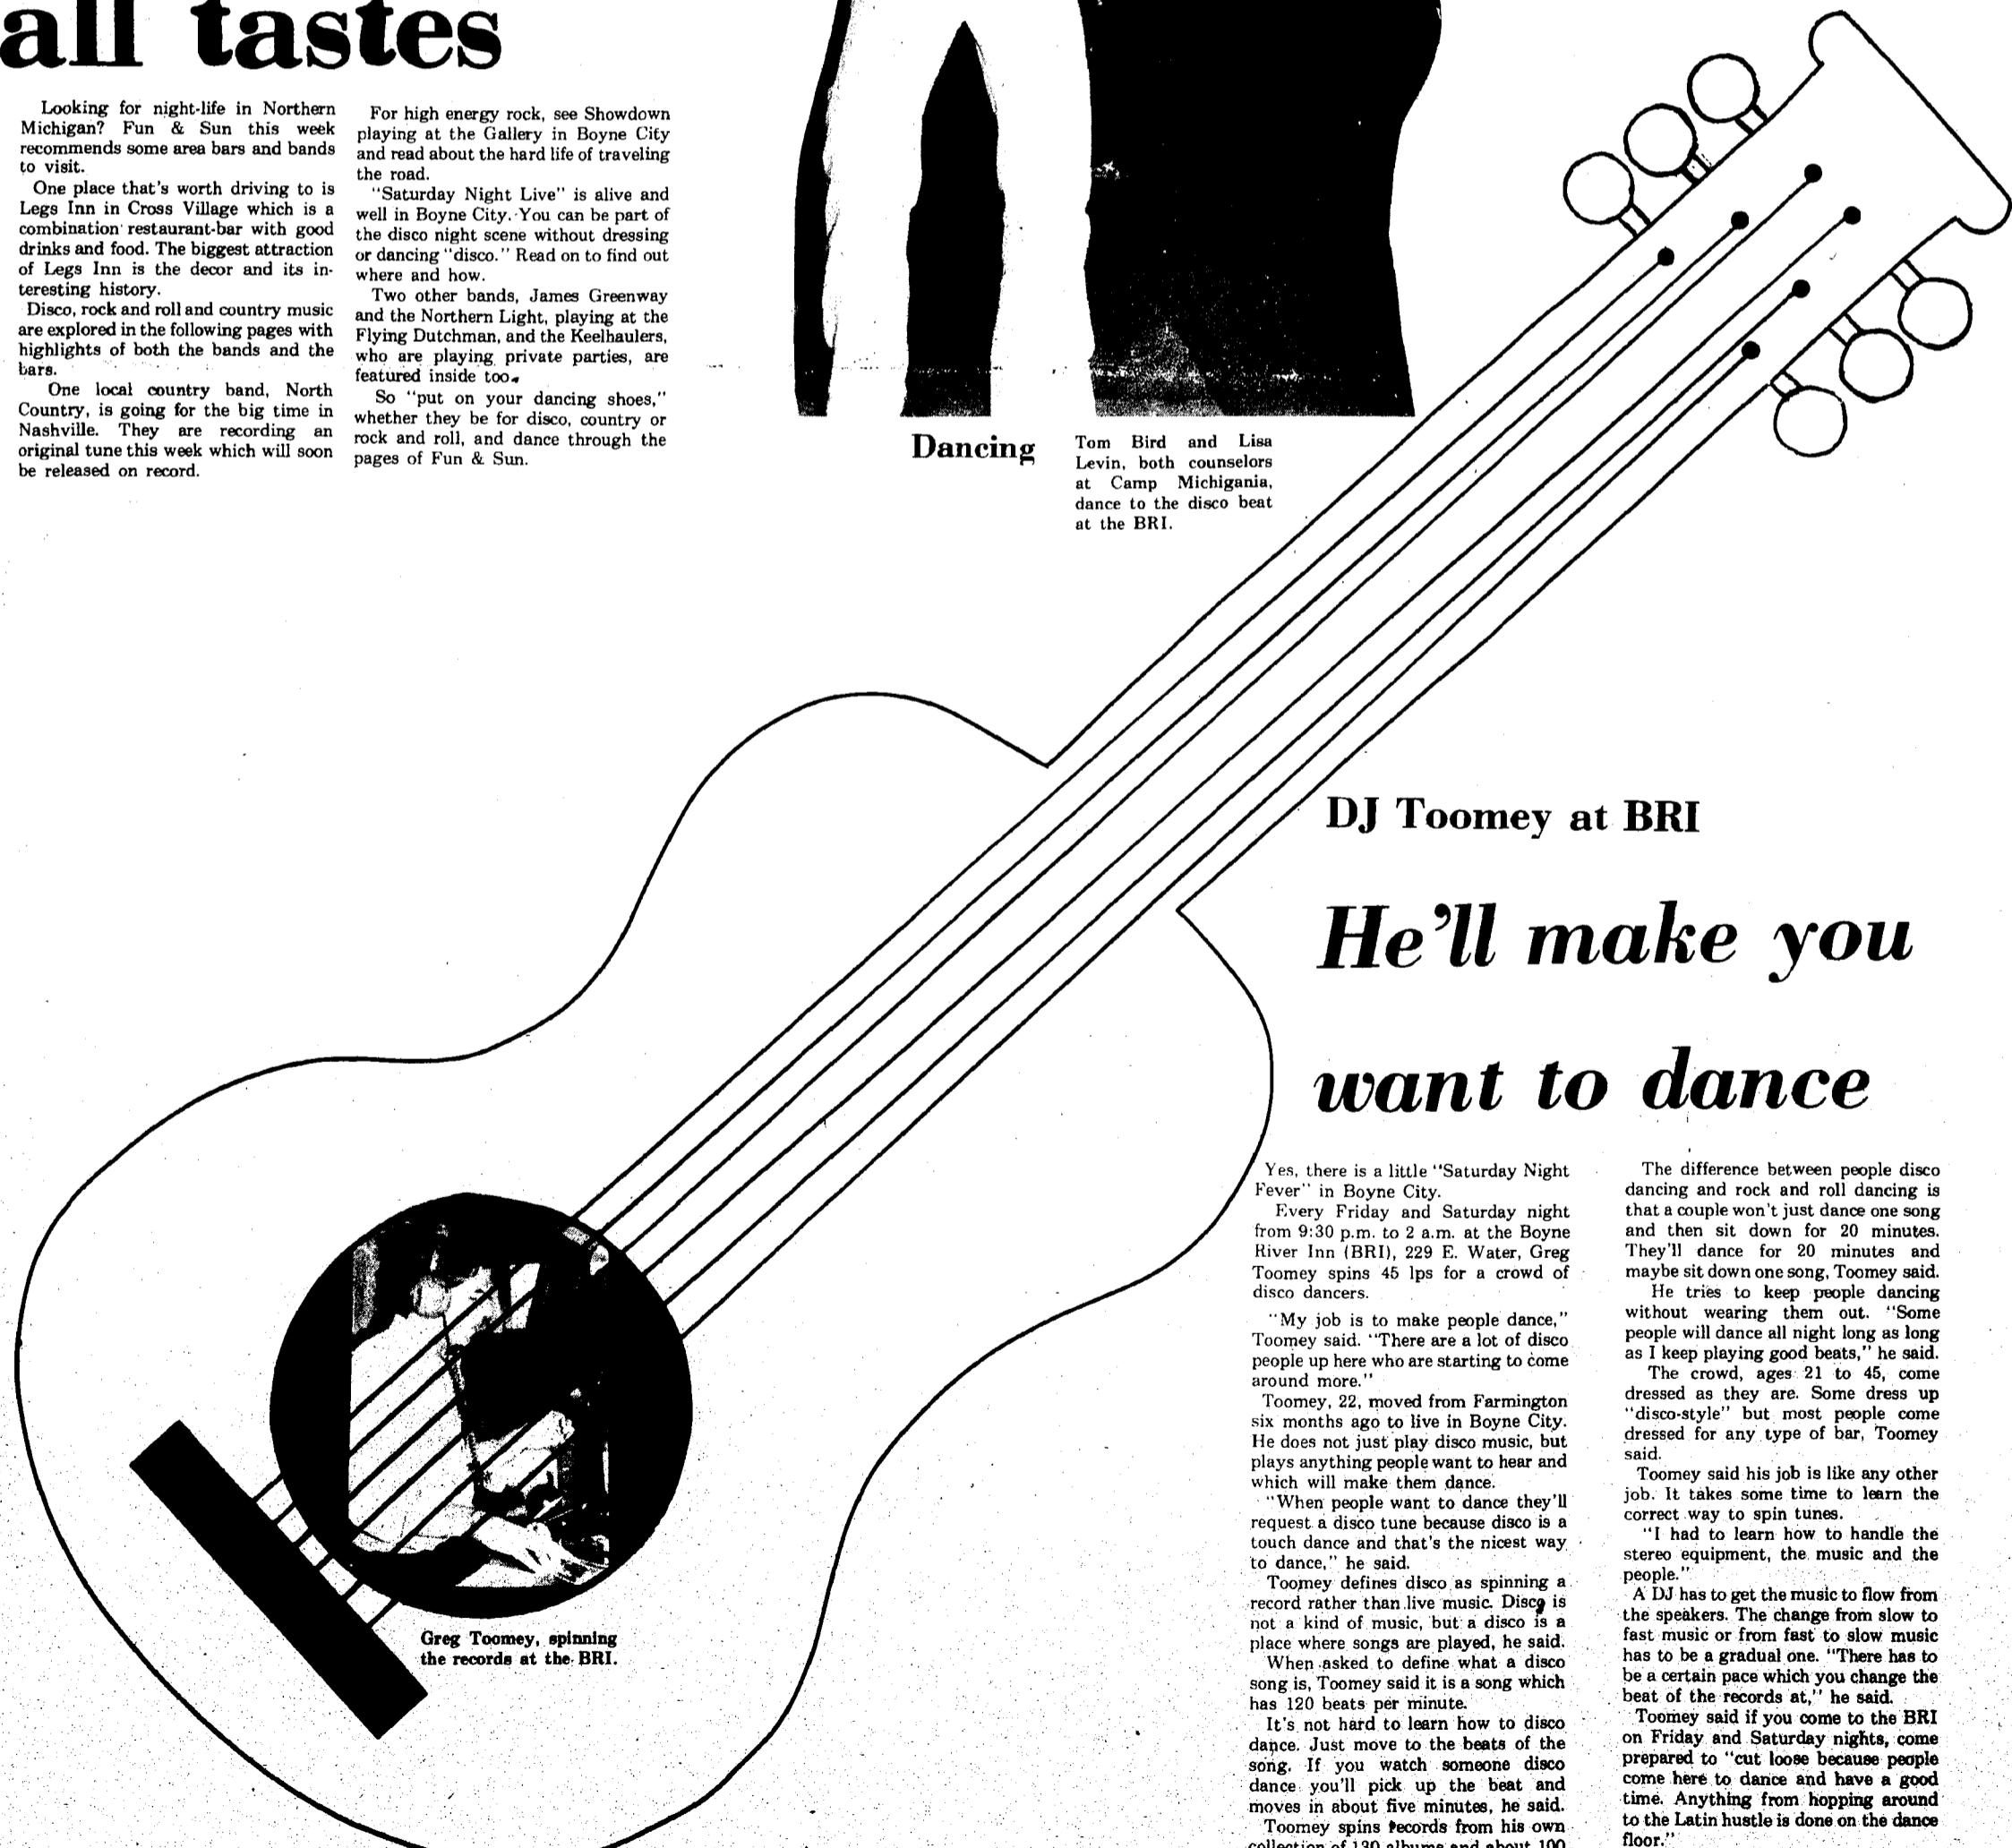 all tastes
Looking for night-life in Northern
Michigan? Fun & Sun this week
recommends some area bars and bands
to visit.
One place that's worth driving to is
Legs Inn in Cross Village which is a
combination restaurant-bar with good
drinks and food. The biggest attraction
of Legs Inn is the decor and its in-
teresting history.
Disco, rock and roll and country music
are explored in the following pages with
highlights of both the bands and the
bars.
One local country band, North
Country, is going for the big time in
Nashville. They are recording an
original tune this week which will soon
be released on record.
For high energy rock, see Showdown
playing at the Gallery in Boyne City
and read about the hard life of traveling
the road.
"Saturday Night Live" is alive and
well in Boyne City. You can be part of
the disco night scene without dressing
or dancing "disco." Read on to find out
where and how.
Two other bands, James Greenway
and the Northern Light, playing at the
Flying Dutchman, and the Keelhaulers,
who are playing private parties, are
featured inside too.
So "put on your dancing shoes,"
whether they be for disco, country or
rock and roll, and dance through the
pages of Fun & Sun.
Dancing
Tom Bird and Lisa
Levin, both counselors
at Camp Michigania,
dance to the disco beat
at the BRI.
DJ Toomey at BRI
He'll make you
want to dance
Yes, there is a little "Saturday Night
Fever" in Boyne City.
Every Friday and Saturday night
from 9:30 p.m. to 2 a.m. at the Boyne
River Inn (BRI), 229 E. Water, Greg
Toomey spins 45 lps for a crowd of
disco dancers.
"My job is to make people dance,"
Toomey said. "There are a lot of disco
people up here who are starting to come
around more."
Toomey, 22, moved from Farmington
six months ago to live in Boyne City.
He does not just play disco music, but
plays anything people want to hear and
which will make them dance.
"When people want to dance they'll
request a disco tune because disco is a
touch dance and that's the nicest way
to dance," he said.
Toomey defines disco as spinning a
record rather than live music. Disco is
not a kind of music, but a disco is a
place where songs are played, he said.
When asked to define what a disco
song is, Toomey said it is a song which
has 120 beats per minute.
It's not hard to learn how to disco
dance. Just move to the beats of the
song. If you watch someone disco
dance you'll pick up the beat and
moves in about five minutes, he said.
Toomey spins records from his own
collection of 130 albums and about 100
The difference between people disco
dancing and rock and roll dancing is
that a couple won't just dance one song
and then sit down for 20 minutes.
They'll dance for 20 minutes and
maybe sit down one song, Toomey said.
He tries to keep people dancing
without wearing them out. "Some
people will dance all night long as long
as I keep playing good beats," he said.
The crowd, ages 21 to 45, come
dressed as they are. Some dress up
"disco-style" but most people come
dressed for any type of bar, Toomey
said.
Toomey said his job is like any other
job. It takes some time to learn the
correct way to spin tunes.
"I had to learn how to handle the
stereo equipment, the music and the
people."
A DJ has to get the music to flow from
the speakers. The change from slow to
fast music or from fast to slow music
has to be a gradual one. "There has to
be a certain pace which you change the
beat of the records at," he said.
Toomey said if you come to the BRI
on Friday and Saturday nights, come
prepared to "cut loose because people
come here to dance and have a good
time. Anything from hopping around
to the Latin hustle is done on the dance
floor."
Greg Toomey, spinning
the records at the BRI.